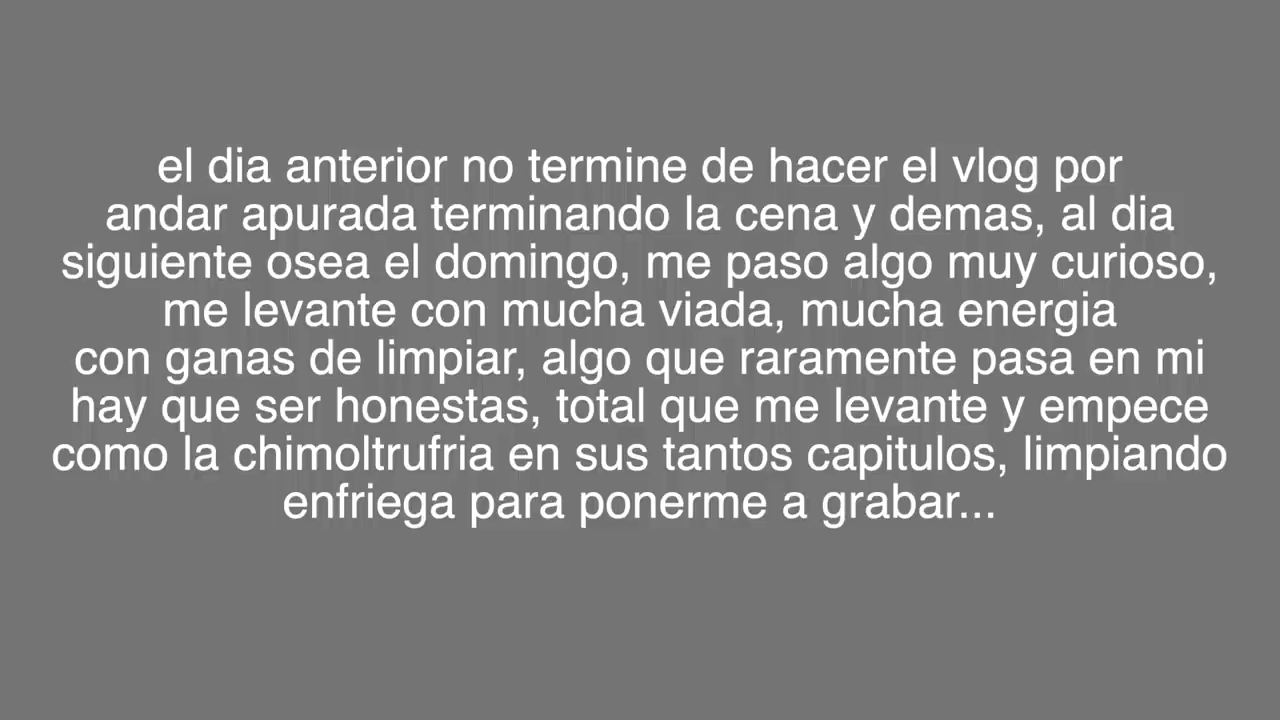 el dia anterior no termine de hacer el vlog por
andar apurada terminando la cena y demas, al dia
siguiente osea el domingo, me paso algo muy curioso,
me levante con mucha viada, mucha energia
con ganas de limpiar, algo que raramente pasa en mi
hay que ser honestas, total que me levante y empece
como la chimoltrufria en sus tantos capitulos, limpiando
enfriega para ponerme a grabar...